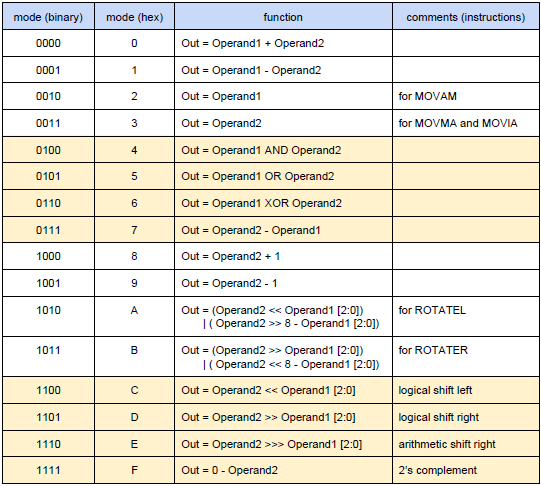 mode (binary) mode (hex) function comments (instructions)
0000 0 Out = Operand1 + Operand2
0001 1 Out = Operand1 - Operand2
0010 2 Out = Operand1 for MOVAM
0011 3 Out = Operand2 for MOVMA and MOVIA
0100 4 Out = Operand1 AND Operand2
0101 5 Out = Operand1 OR Operand2
0110 6 Out = Operand1 XOR Operand2
0111 7 Out = Operand2 - Operand1
1000 8 Out = Operand2 + 1
1001 9 Out = Operand2 - 1
1010 A Out = (Operand2 << Operand1 [2:0]) for ROTATEL
| ( Operand2 >> 8 - Operand1 [2:0])
1011 B Out = (Operand2 >> Operand1 [2:0]) for ROTATER
| ( Operand2 << 8 - Operand1 [2:0])
1100 C Out = Operand2 << Operand1 [2:0] logical shift left
1101 D Out = Operand2 >> Operand1 [2:0] logical shift right
1110 E Out = Operand2 >>> Operand1 [2:0] arithmetic shift right
1111 F Out = 0 - Operand2 2's complement